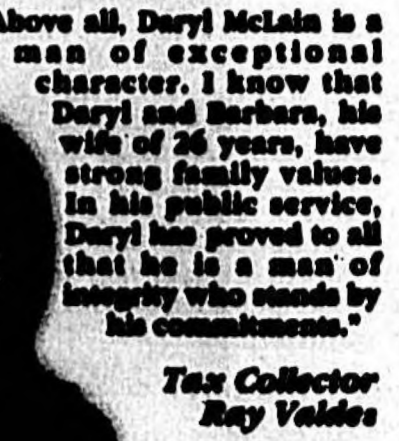 Above all, Daryl McLain is a
man of exceptional
character. I know that
Daryl and Barbara, his
wife of 26 years, have
strong family values.
In his public service,
Daryl has proved to all
that he is a man of
integrity who stands by
his commitments."
Tax Collector
Ray Valdes